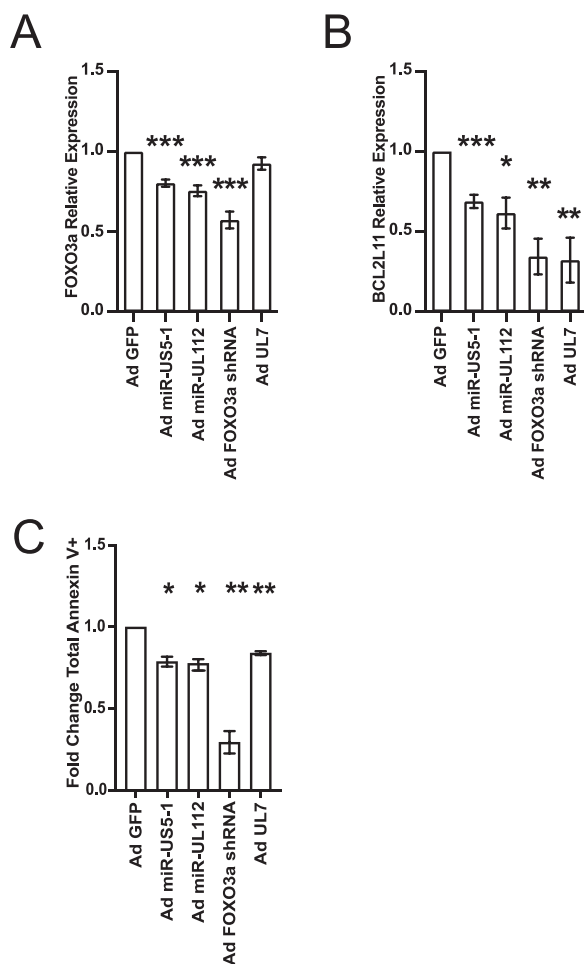 A
FOXO3a Relative Expression
1.5
1.0
0.5
0.0
***
***
***
Ad GFP
Ad miR-US5-1
Ad miR-UL112
Ad FOXO3a shRNA
Ad UL7
B
BCL2L11 Relative Expression
1.5
1.0
0.5
0.0
***
*
**
**
Ad GFP
Ad miR-US5-1
Ad miR-UL112
Ad FOXO3a shRNA
Ad UL7
C
Fold Change Total Annexin V+
1.5
1.0
0.5
0.0
*
*
**
**
Ad GFP
Ad miR-US5-1
Ad miR-UL112
Ad FOXO3a shRNA
Ad UL7